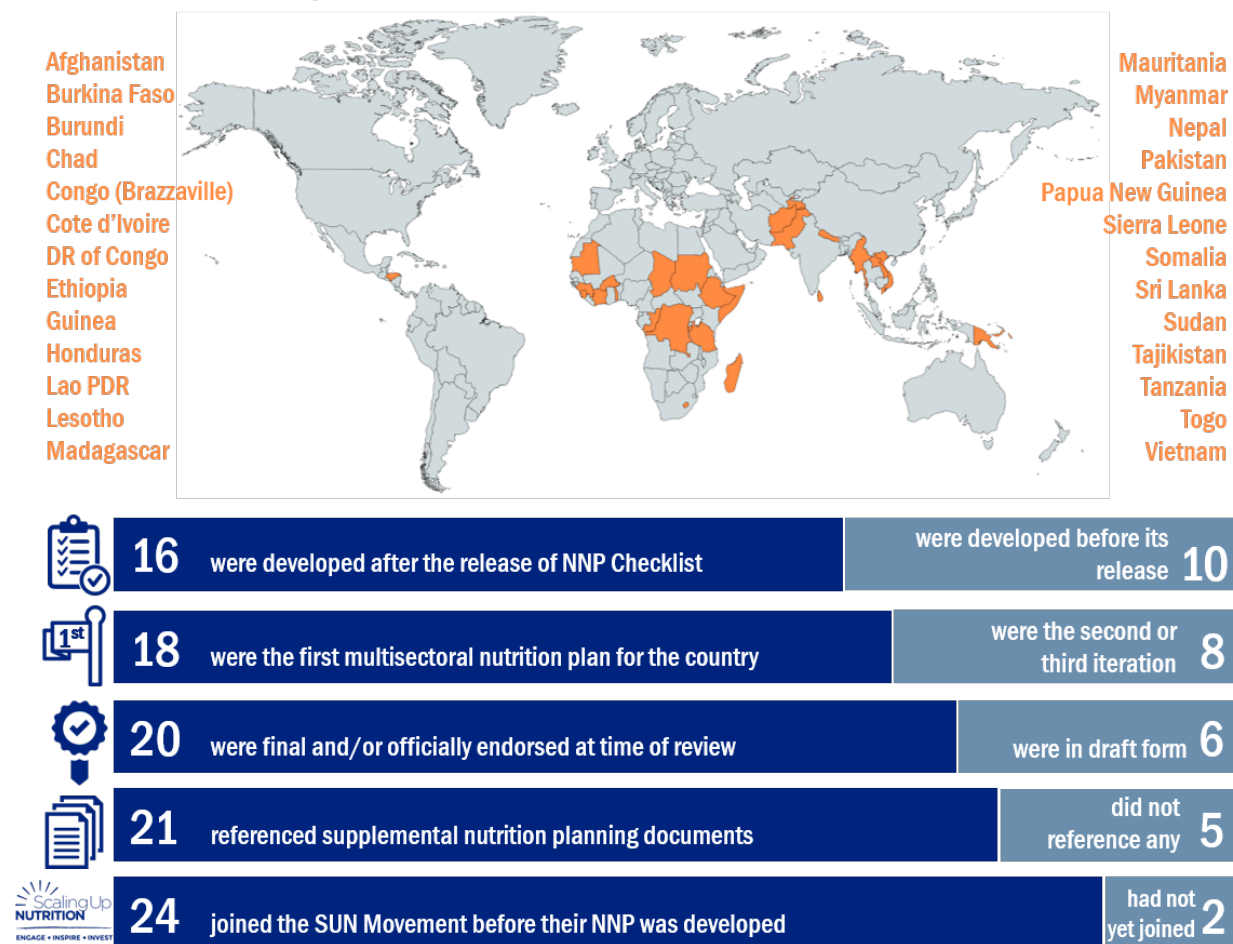 Afghanistan
Burkina Faso
Burundi
Chad
Congo (Brazzaville)
Cote d'Ivoire
DR of Congo
Ethiopia
Guinea
Honduras
Lao PDR
Lesotho
Madagascar
Mauritania
Myanmar
Nepal
Pakistan
Papua New Guinea
Sierra Leone
Somalia
Sri Lanka
Sudan
Tajikistan
Tanzania
Togo
Vietnam
16 were developed after the release of NNP Checklist
were developed before its
release 10
1st
18 were the first multisectoral nutrition plan for the country
were the second or
third iteration 8
20 were final and/or officially endorsed at time of review
were in draft form 6
21 referenced supplemental nutrition planning documents
did not
reference any 5
Scaling Up
NUTRITION
ENGAGE • INSPIRE • INVEST
24 joined the SUN Movement before their NNP was developed
had not
yet joined 2